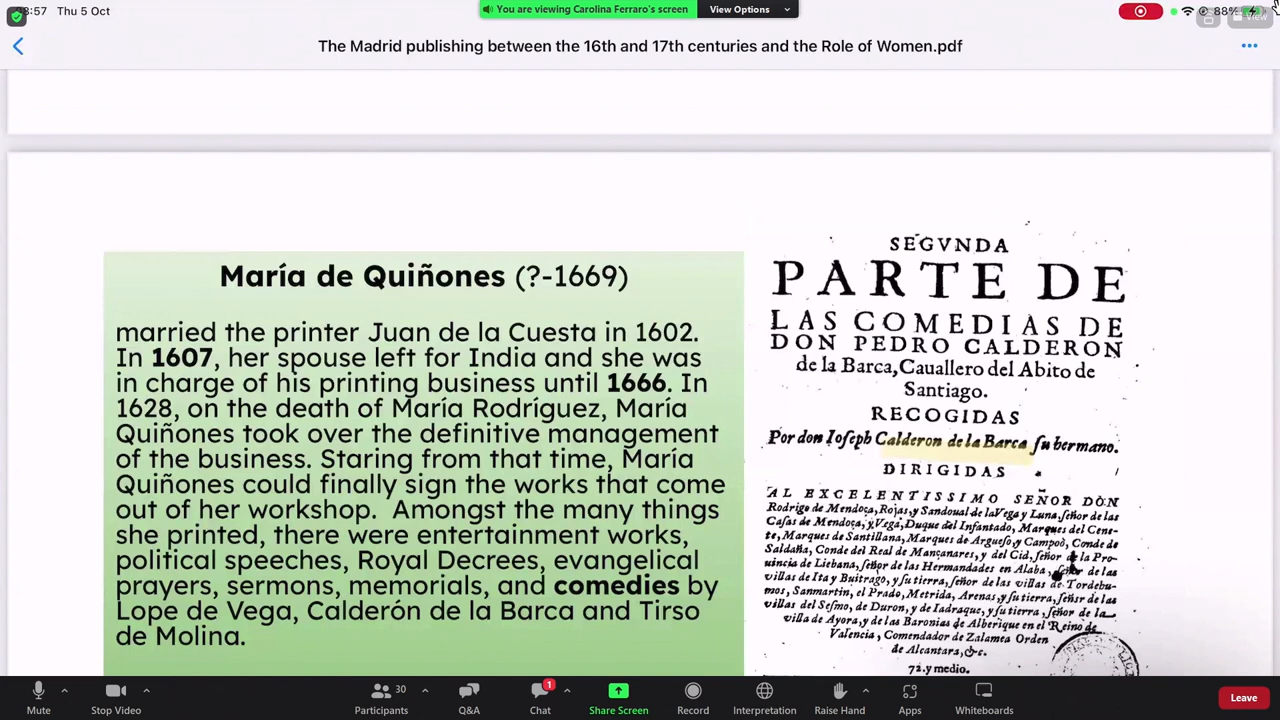 :57 Thu 5 Oct
You are viewing Carolina Ferraro's screen
View Options
88%
View
The Madrid publishing between the 16th and 17th centuries and the Role of Women.pdf
María de Quiñones (?-1669)
married the printer Juan de la Cuesta in 1602.
In 1607, her spouse left for India and she was
in charge of his printing business until 1666. In
1628, on the death of María Rodríguez, María
Quiñones took over the definitive management
of the business. Staring from that time, María
Quiñones could finally sign the works that come
out of her workshop. Amongst the many things
she printed, there were entertainment works,
political speeches, Royal Decrees, evangelical
prayers, sermons, memorials, and comedies by
Lope de Vega, Calderón de la Barca and Tirso
de Molina.
SEGVNDA
PARTE DE
LAS COMEDIAS DE
DON PEDRO CALDERON
de la Barca, Cauallero del Abito de
Santiago.
RECOGIDAS
Por don Ioseph Calderon de la Barca su hermano.
DIRIGIDAS
AL EXCELENTISSIMO SEÑOR DON
Rodrigo de Mendoça, Rojas, y Sandoual de la Vega y Luna, señor de las
Casas de Mendoça, y Vega, Duque del Infantado, Marques del Cene-
te, Marques de Santillana, Marques de Argueso, y Campoò, Conde de
Saldaña, Conde del Real de Mançanares, y del Cid, señor de la Pro-
uincia de Liebana, señor de las Hermandades en Alaba, señor de las
villas de Ita y Buitrago, y su tierra, señor de las villas de Tordebu-
mos, Sanmartin, el Prado, Metrida, Arenas, y su tierra, señor de las
villas del Sesmo, de Duron, y de Iadraque, y su tierra, señor de la
villa de Ayora, y de las Baronias de Alberique en el Reino de
Valencia, Comendador de Zalamea Orden
de Alcantara, &c.
72. y medio.
Mute
Stop Video
30
Participants
Q&A
1
Chat
Share Screen
Record
Interpretation
Raise Hand
Apps
Whiteboards
Leave